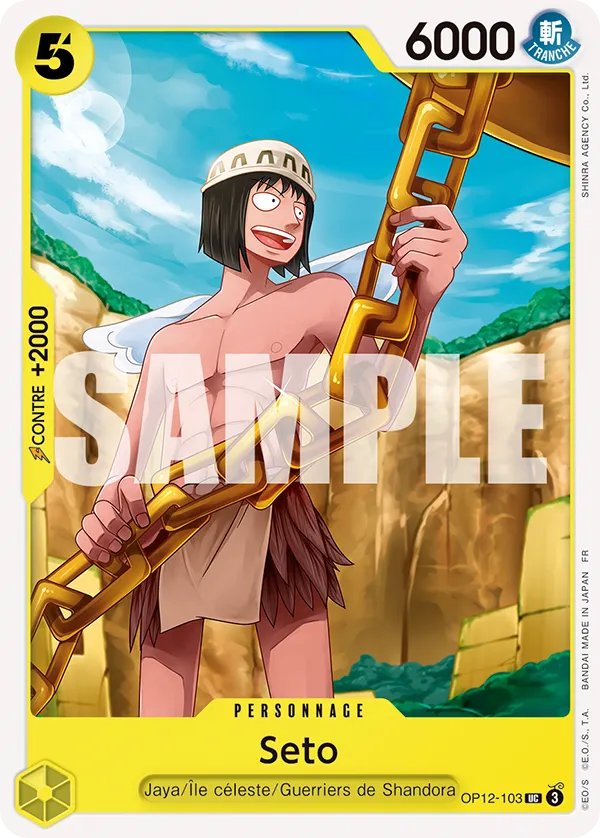 5
6000
斬
TRANCHE
SHINRA AGENCY Co., Ltd.
CONTRE +2000
SAMPLE
©E.O./S., T.A. BANDAI MADE IN JAPAN FR
©EO/S
PERSONNAGE
Seto
Jaya/Île céleste/Guerriers de Shandora
OP12-103 UC 3